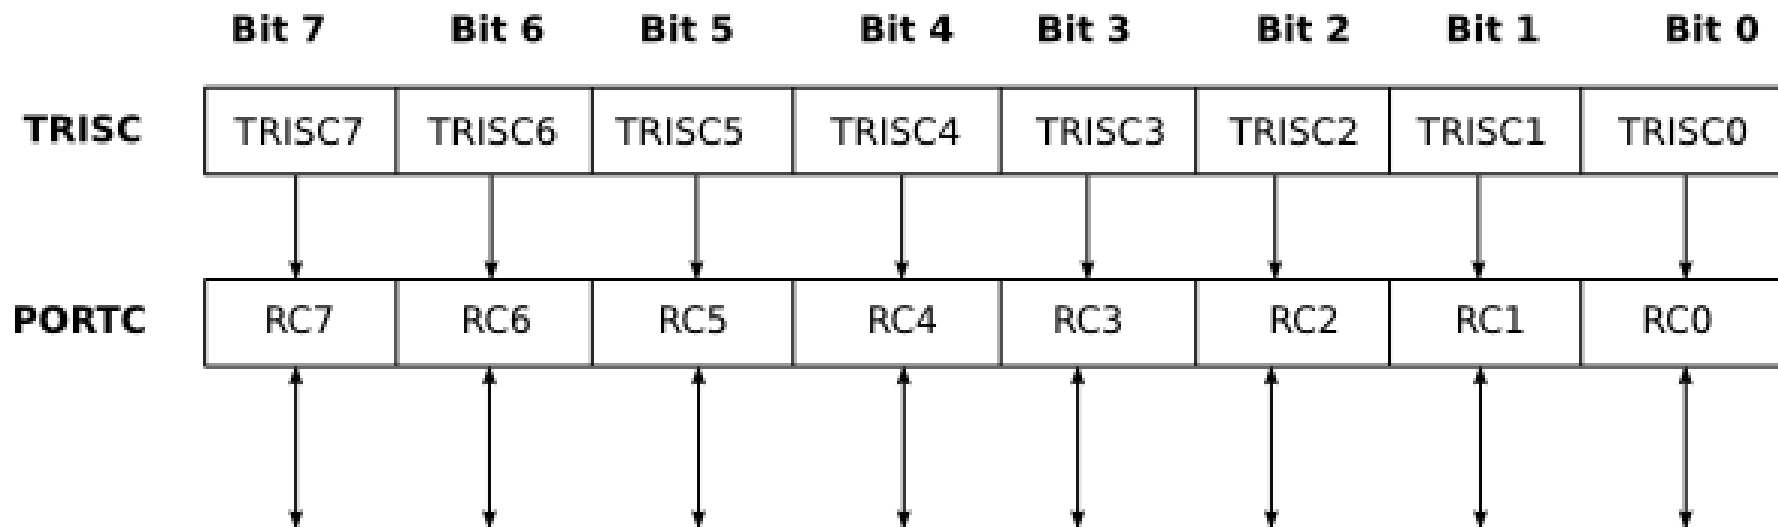 Bit 7 Bit 6 Bit 5 Bit 4 Bit 3 Bit 2 Bit 1 Bit 0
TRISC TRISC7 TRISC6 TRISC5 TRISC4 TRISC3 TRISC2 TRISC1 TRISC0
PORTC RC7 RC6 RC5 RC4 RC3 RC2 RC1 RC0